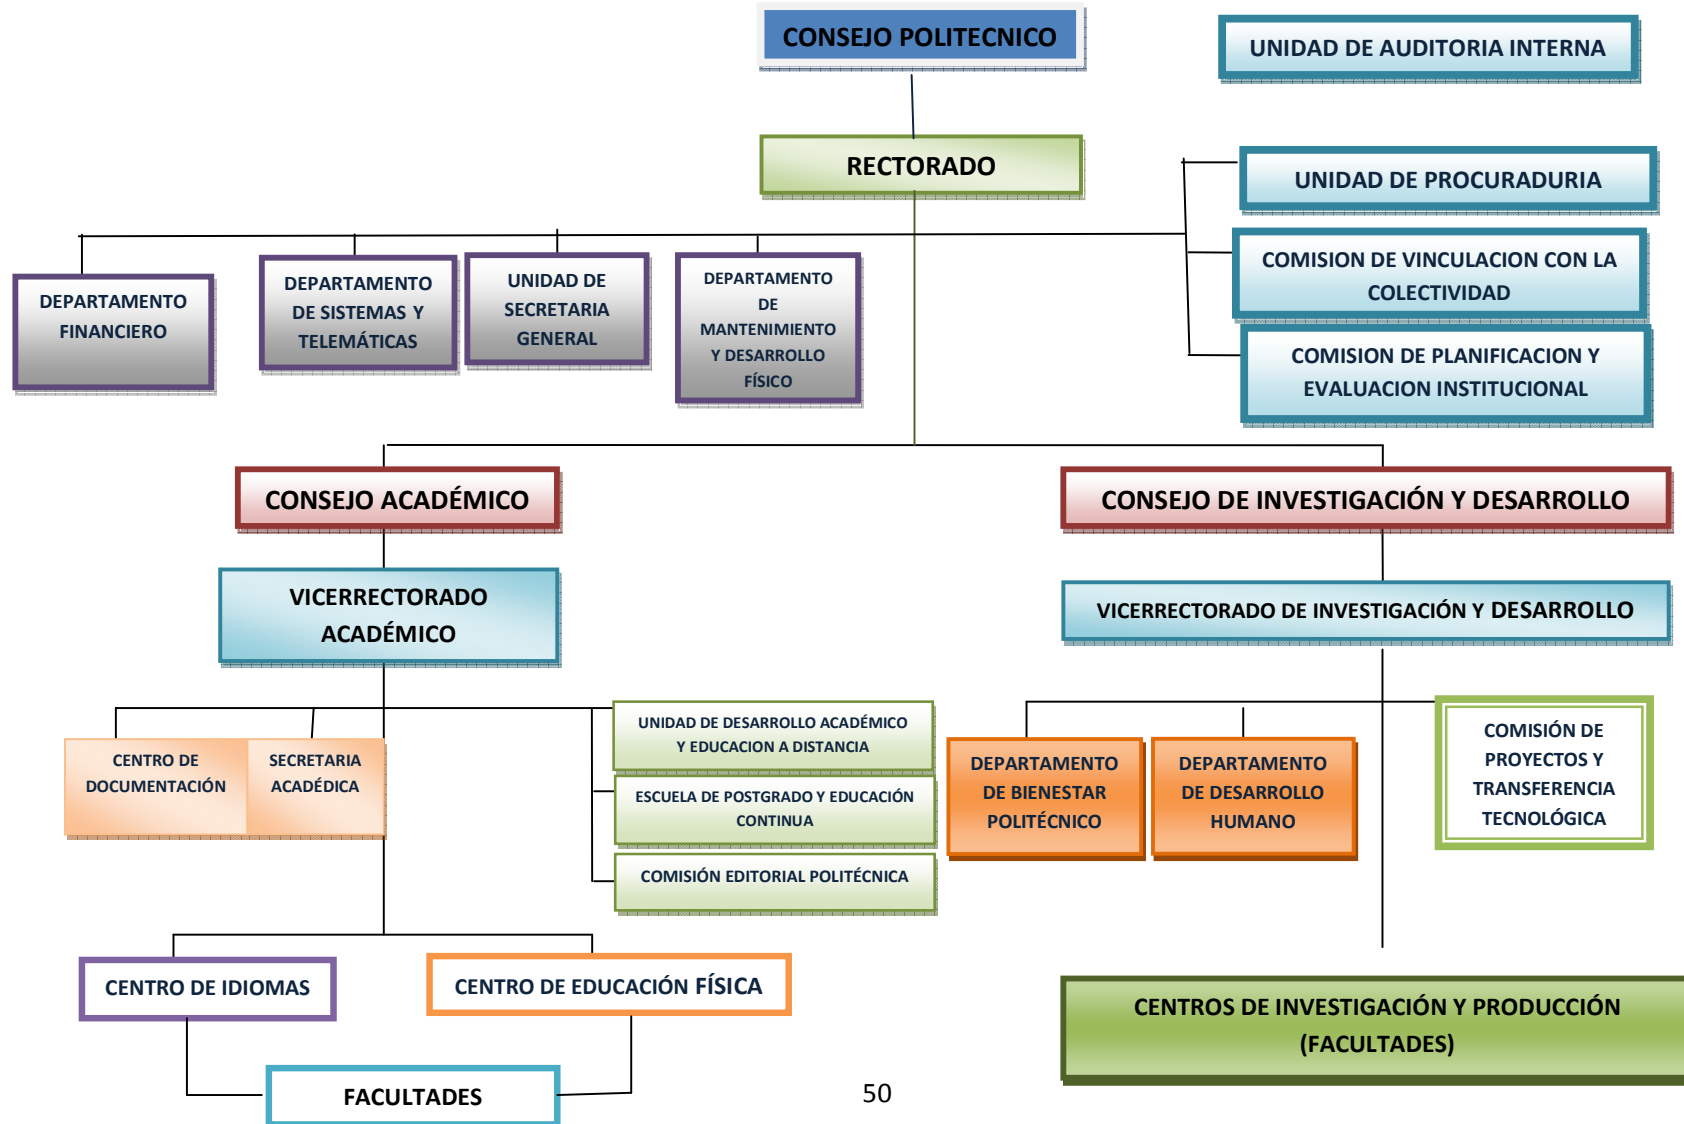 CONSEJO POLITECNICO
UNIDAD DE AUDITORIA INTERNA
RECTORADO
UNIDAD DE PROCURADURIA
COMISION DE VINCULACION CON LA
COLECTIVIDAD
COMISION DE PLANIFICACION Y
EVALUACION INSTITUCIONAL
DEPARTAMENTO
FINANCIERO
DEPARTAMENTO
DE SISTEMAS Y
TELEMÁTICAS
UNIDAD DE
SECRETARIA
GENERAL
DEPARTAMENTO
DE
MANTENIMIENTO
Y DESARROLLO
FÍSICO
CONSEJO ACADÉMICO
CONSEJO DE INVESTIGACIÓN Y DESARROLLO
VICERRECTORADO
ACADÉMICO
VICERRECTORADO DE INVESTIGACIÓN Y DESARROLLO
CENTRO DE
DOCUMENTACIÓN
SECRETARIA
ACADÉDICA
UNIDAD DE DESARROLLO ACADÉMICO
Y EDUCACION A DISTANCIA
ESCUELA DE POSTGRADO Y EDUCACIÓN
CONTINUA
COMISIÓN EDITORIAL POLITÉCNICA
DEPARTAMENTO
DE BIENESTAR
POLITÉCNICO
DEPARTAMENTO
DE DESARROLLO
HUMANO
COMISIÓN DE
PROYECTOS Y
TRANSFERENCIA
TECNOLÓGICA
CENTRO DE IDIOMAS
CENTRO DE EDUCACIÓN FÍSICA
CENTROS DE INVESTIGACIÓN Y PRODUCCIÓN
(FACULTADES)
FACULTADES
50